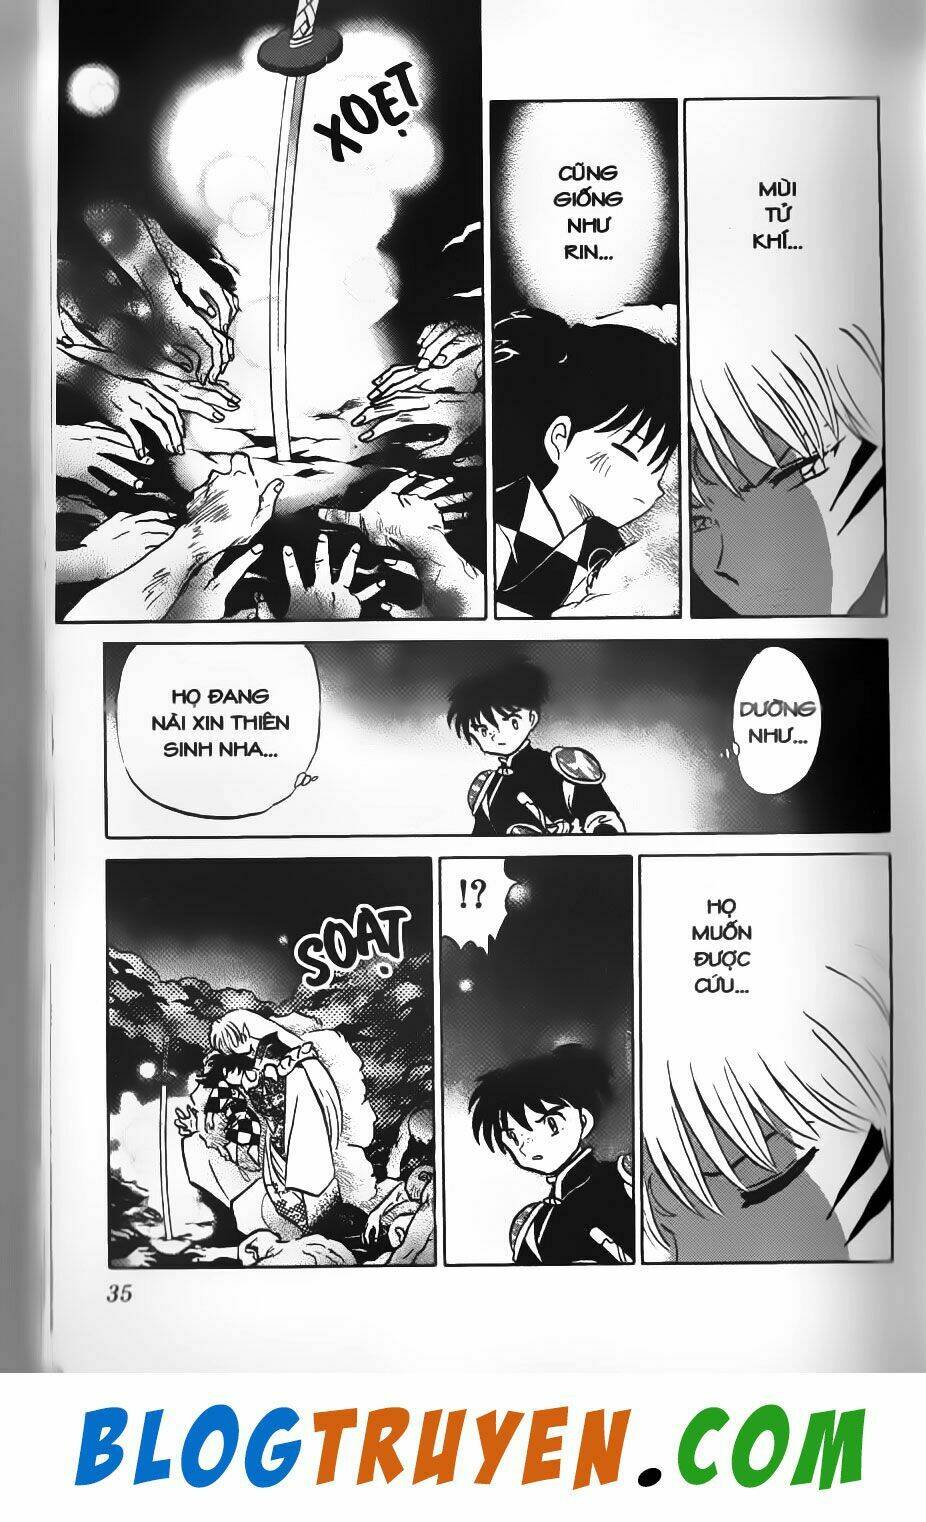 MÙI
TỬ
KHÍ...
CŨNG
GIỐNG
NHƯ
RIN...
XOẸT
DƯỜNG
NHƯ...
HỌ ĐANG
NÀI XIN THIÊN
SINH NHA...
HỌ
MUỐN
ĐƯỢC
CỨU...
!?
SOẠT
35
BLOGTRUYEN.COM